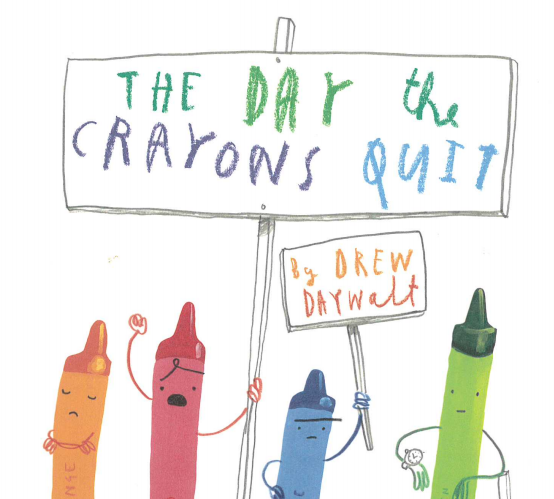 THE DAY the
CRAYONS QUIT
By DREW
DAYWalt